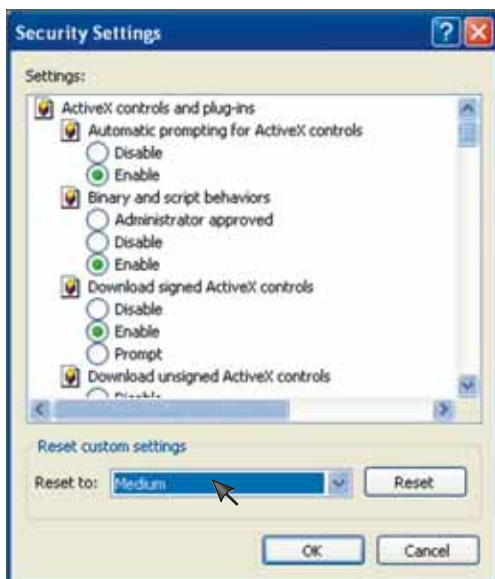 Security Settings
Settings:
ActiveX controls and plug-ins
Automatic prompting for ActiveX controls
Disable
Enable
Binary and script behaviors
Administrator approved
Disable
Enable
Download signed ActiveX controls
Disable
Enable
Prompt
Download unsigned ActiveX controls
Reset custom settings
Reset to: Medium Reset
OK Cancel